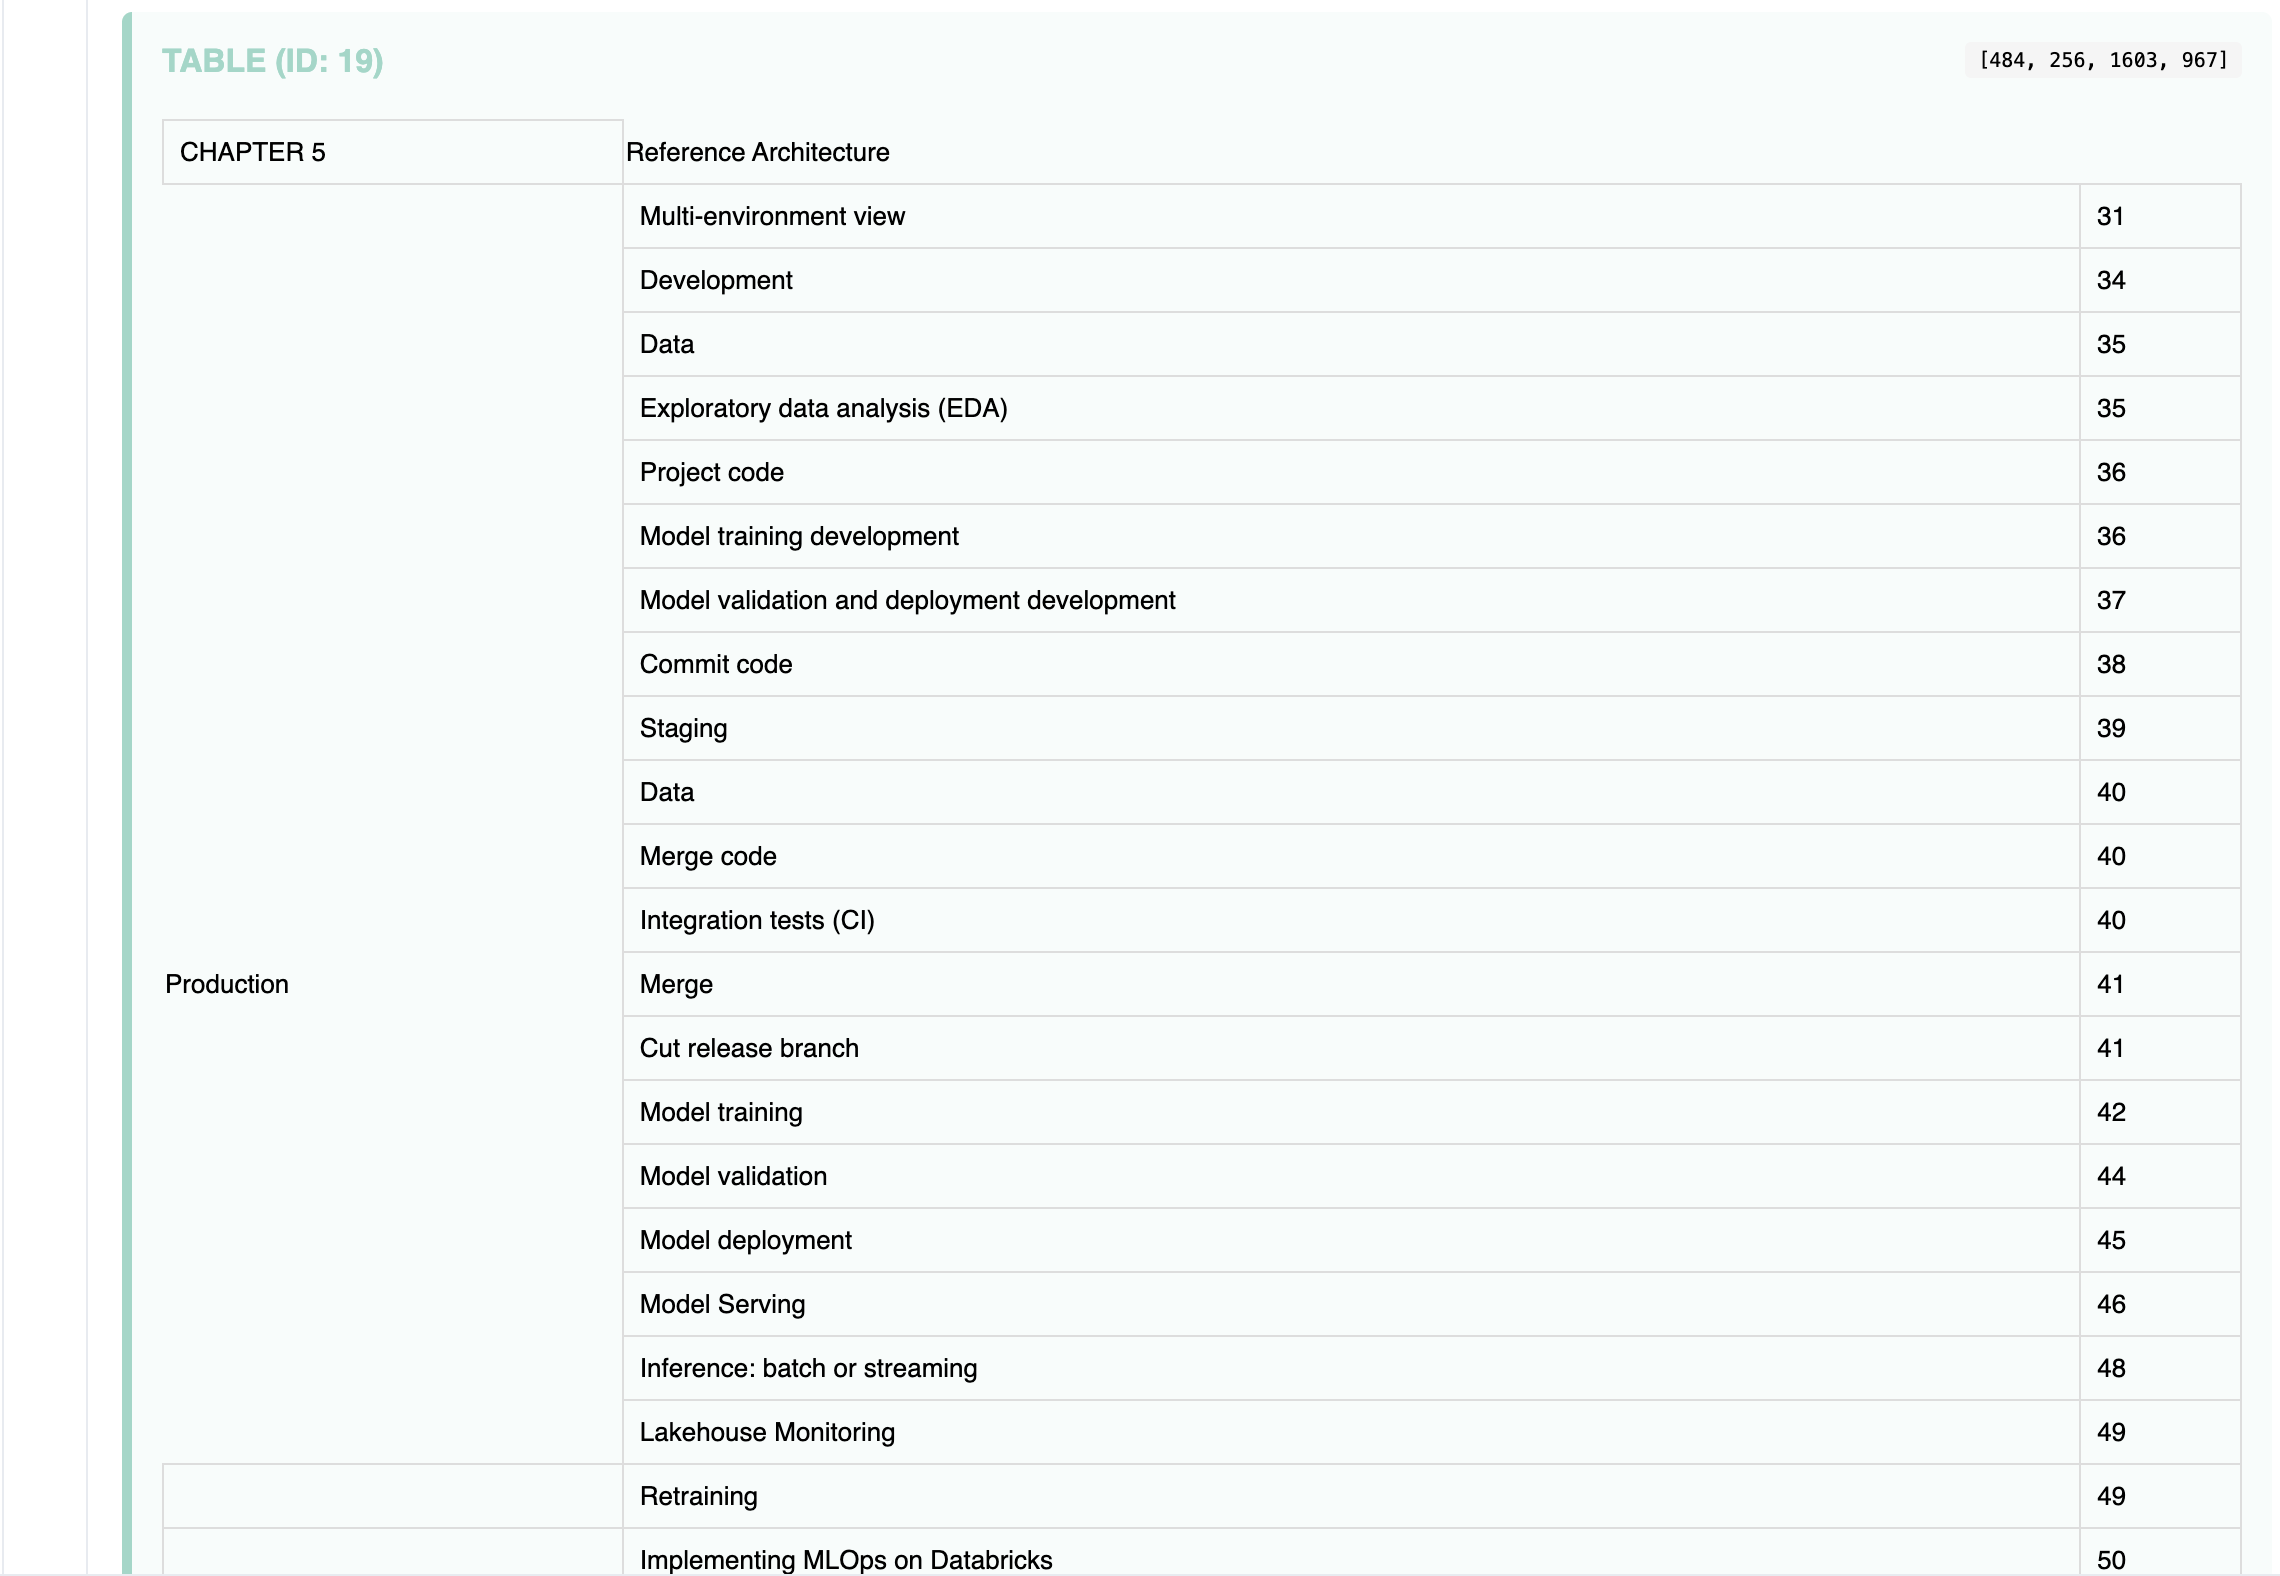 TABLE (ID: 19) [484, 256, 1603, 967]
CHAPTER 5 Reference Architecture
Multi-environment view 31
Development 34
Data 35
Exploratory data analysis (EDA) 35
Project code 36
Model training development 36
Model validation and deployment development 37
Commit code 38
Staging 39
Data 40
Merge code 40
Integration tests (CI) 40
Production Merge 41
Cut release branch 41
Model training 42
Model validation 44
Model deployment 45
Model Serving 46
Inference: batch or streaming 48
Lakehouse Monitoring 49
Retraining 49
Implementing MLOps on Databricks 50